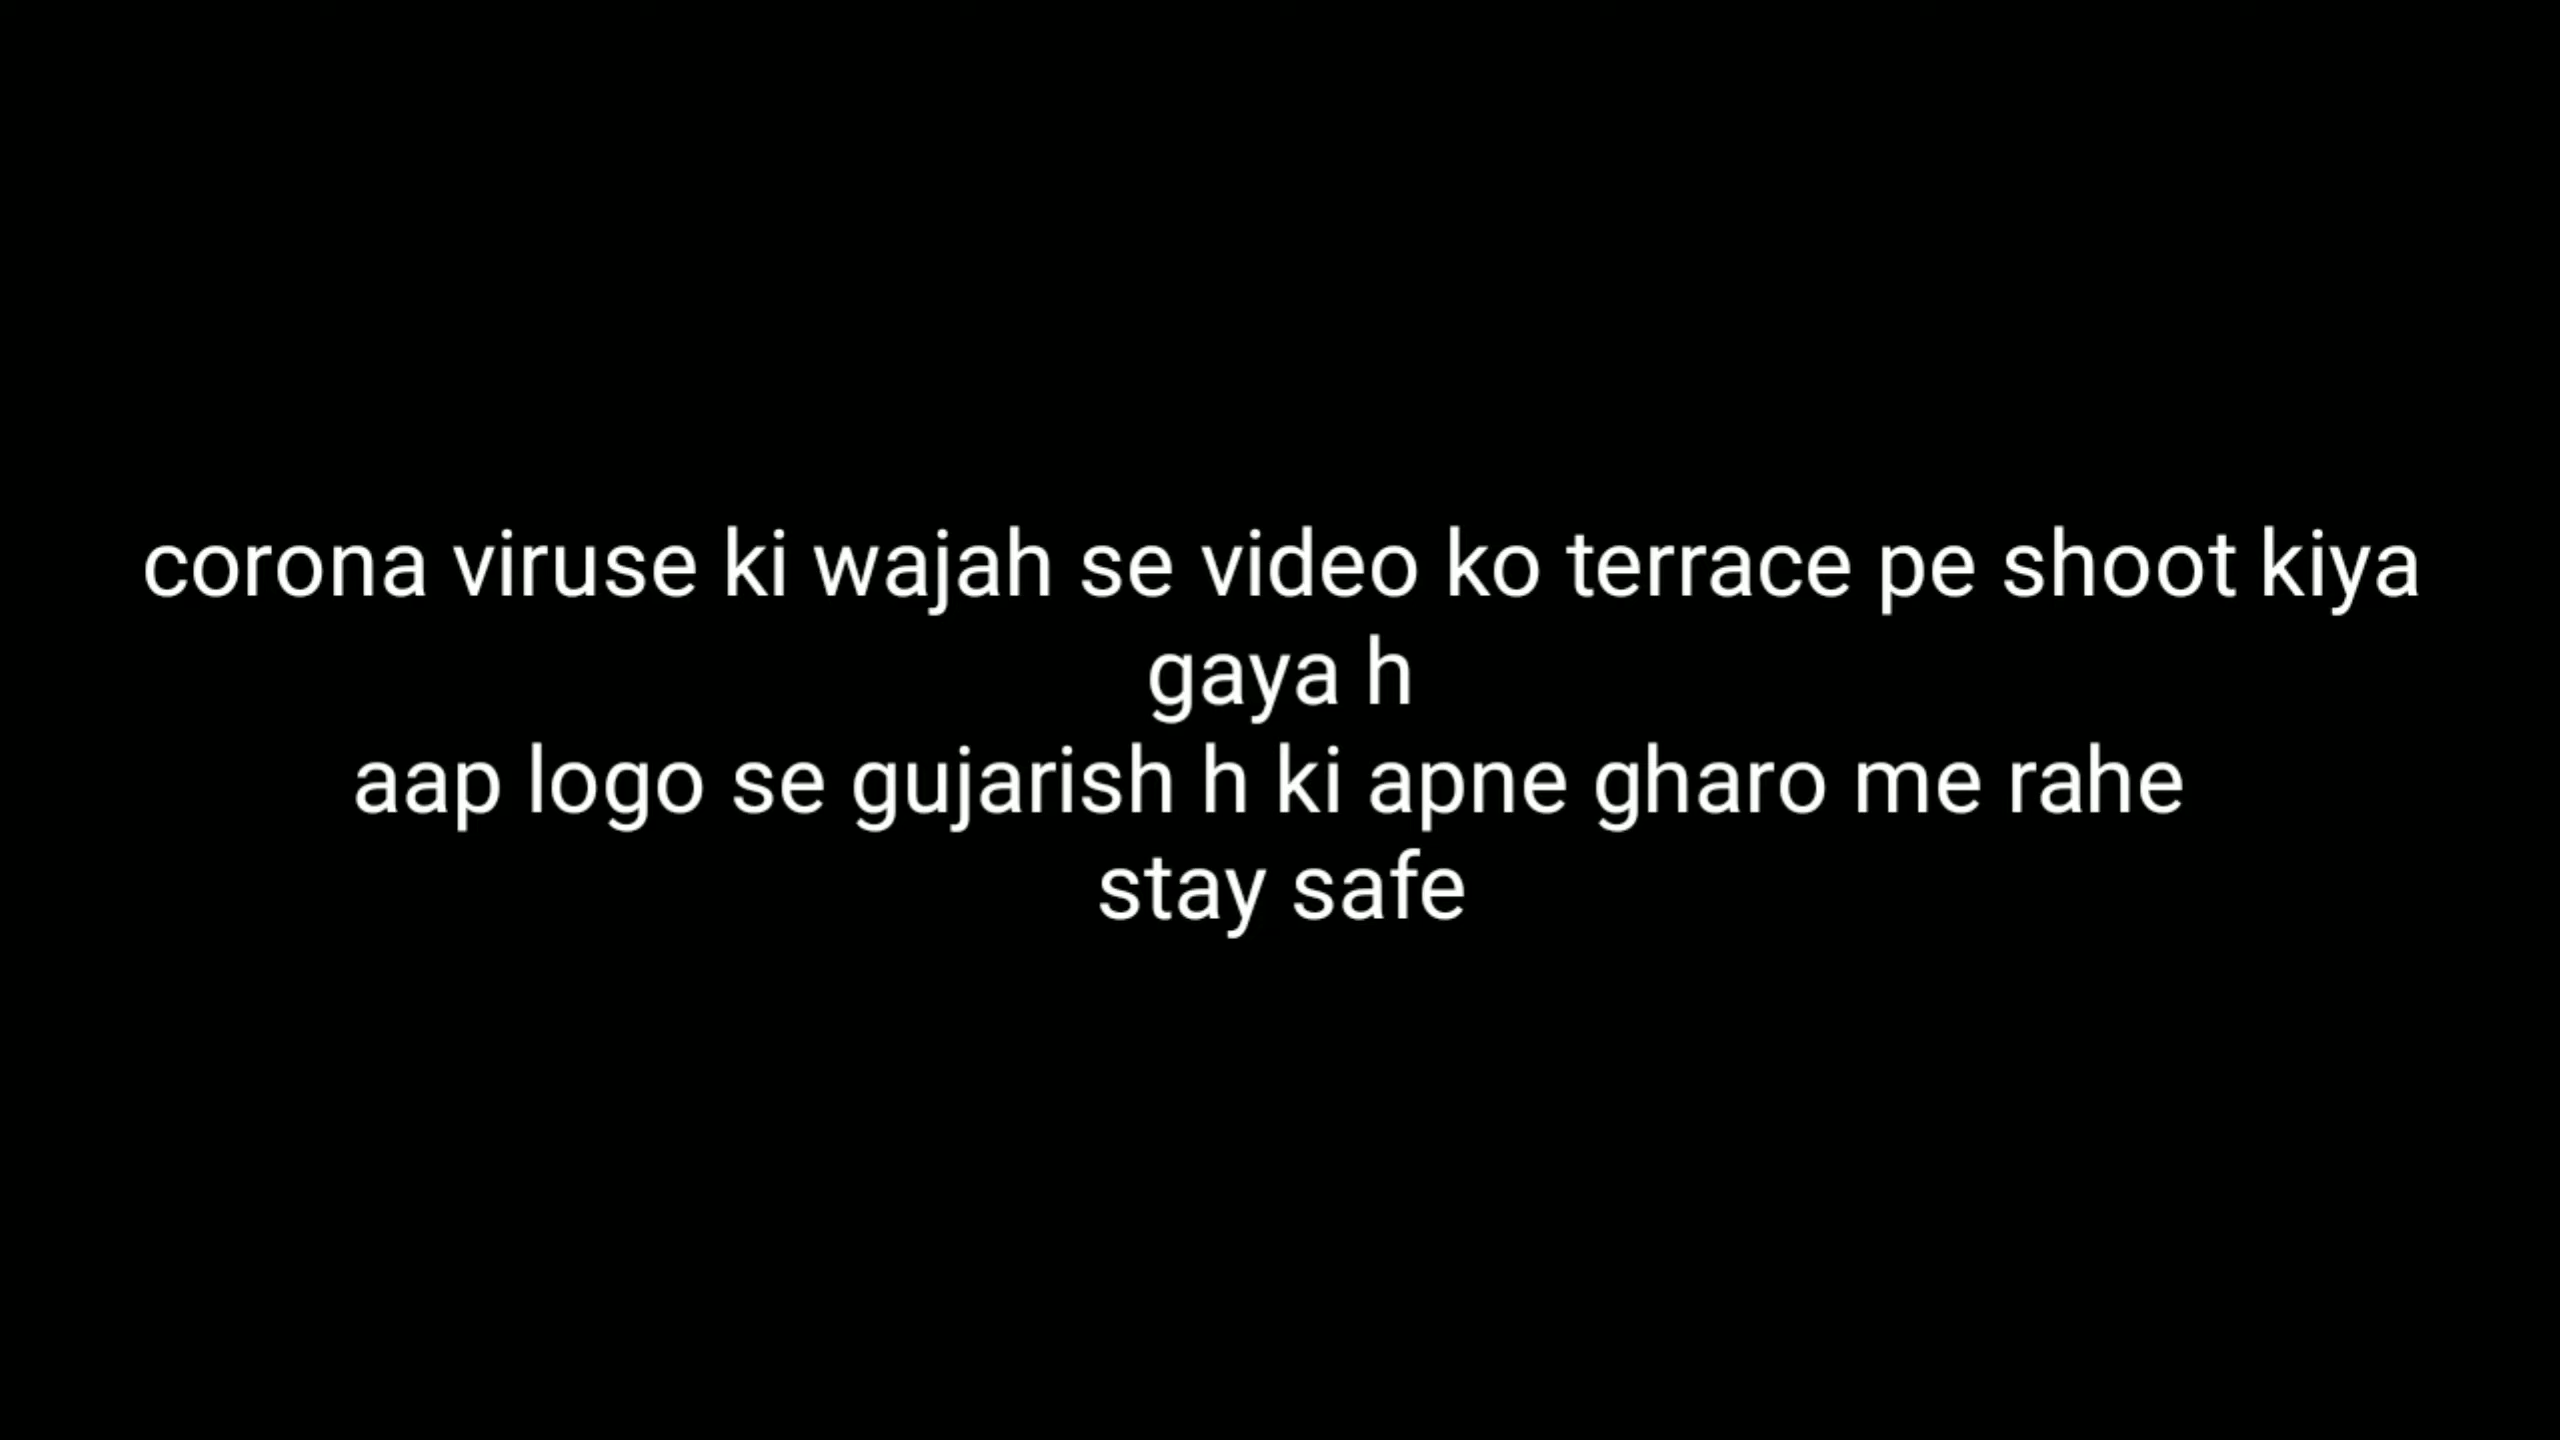 corona viruse ki wajah se video ko terrace pe shoot kiya
gaya h
aap logo se gujarish h ki apne gharo me rahe
stay safe